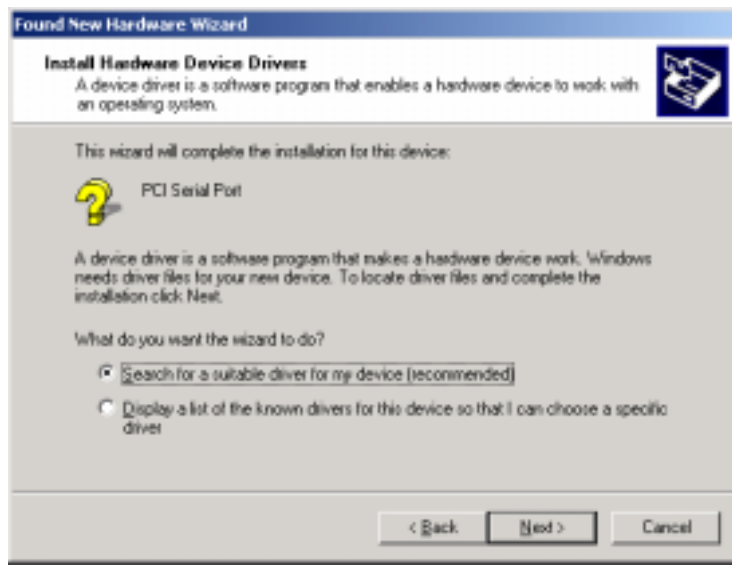 Found New Hardware Wizard
Install Hardware Device Drivers
A device driver is a software program that enables a hardware device to work with
an operating system.
This wizard will complete the installation for this device:
PCI Serial Port
A device driver is a software program that makes a hardware device work. Windows
needs driver files for your new device. To locate driver files and complete the
installation click Next.
What do you want the wizard to do?
Search for a suitable driver for my device (recommended)
Display a list of the known drivers for this device so that I can choose a specific
driver
< Back Next > Cancel